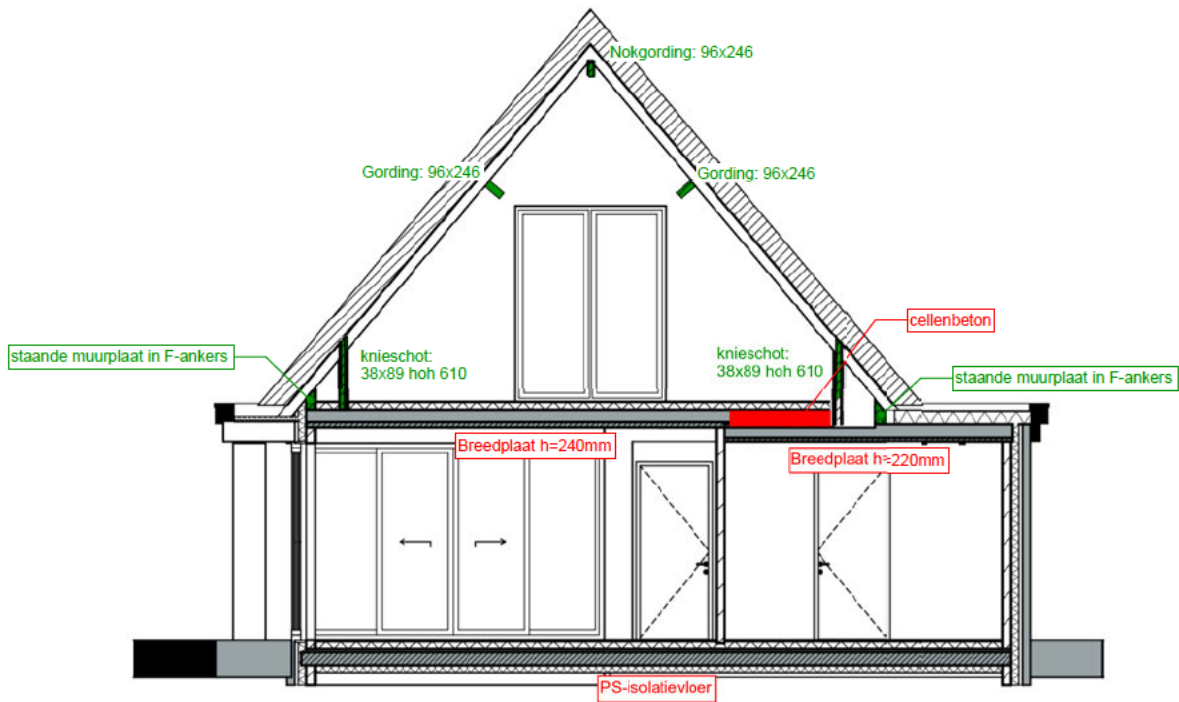 Nokgording: 96x246
Gording: 96x246
Gording: 96x246
cellenbeton
staande muurplaat in F-ankers
knieschot:
38x89 hoh 610
knieschot:
38x89 hoh 610
staande muurplaat in F-ankers
Breedplaat h=240mm
Breedplaat h=220mm
PS-isolatievloer